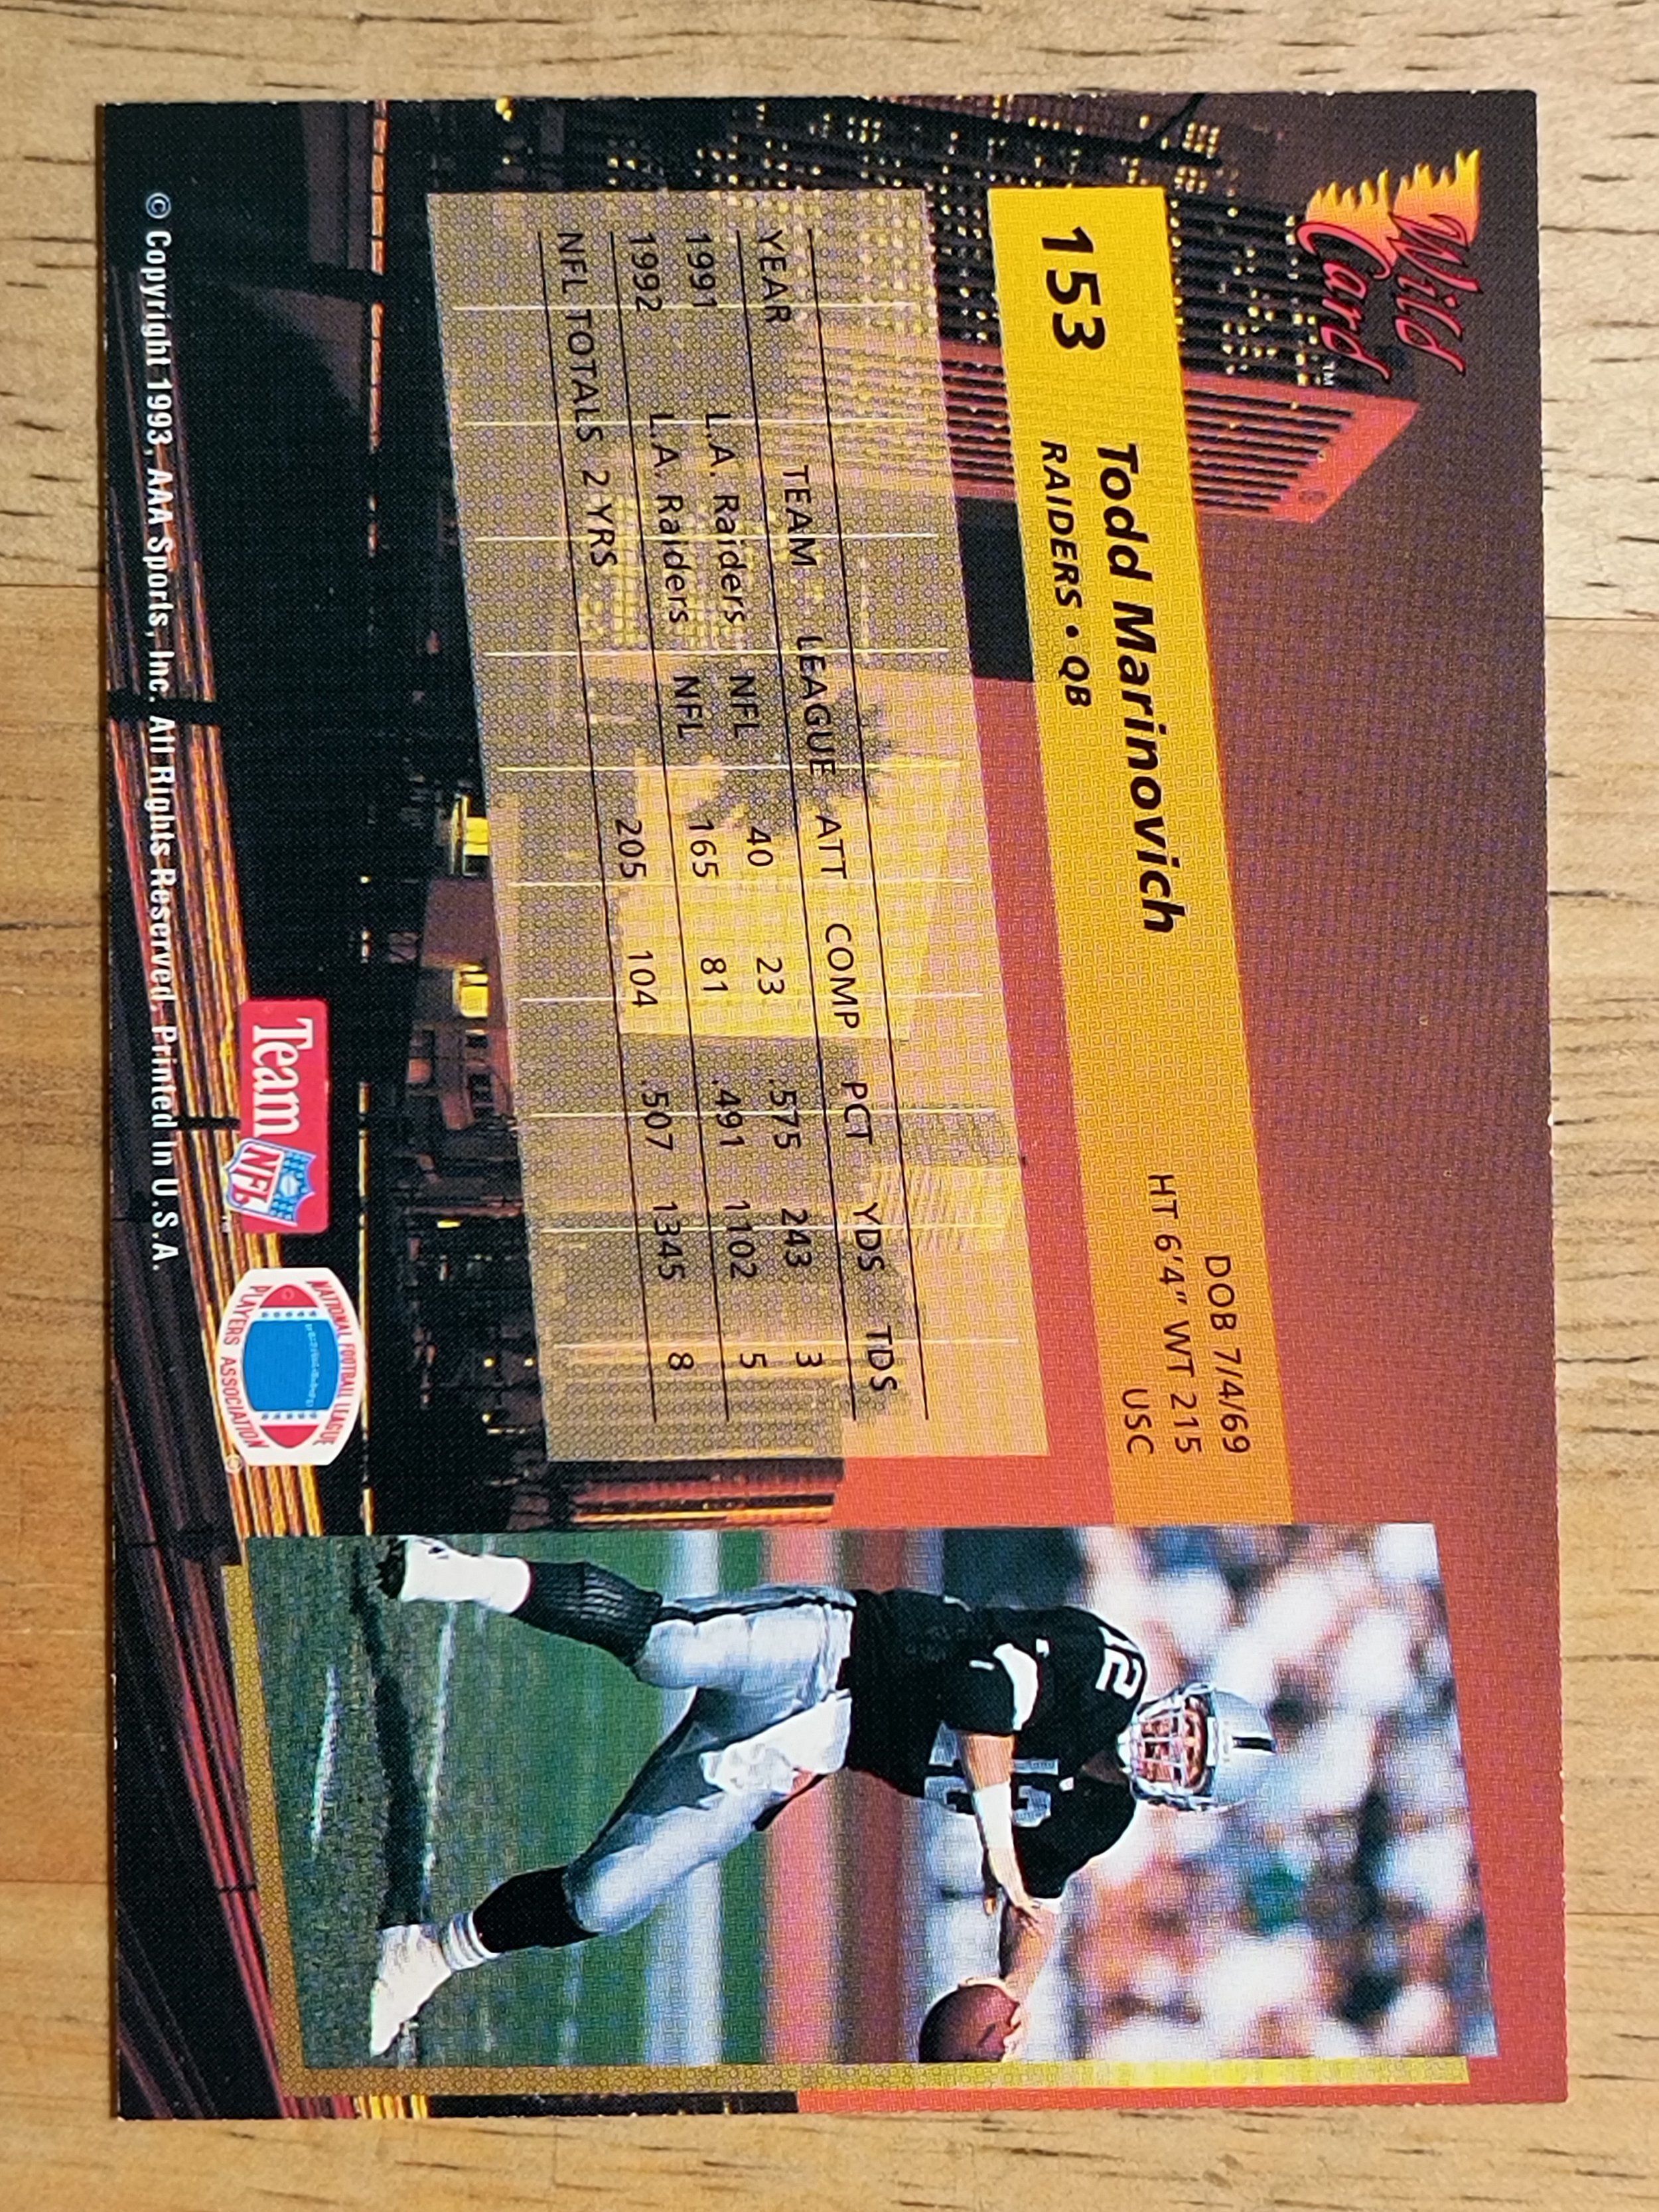 Wild
Card™
153 Todd Marinovich
RAIDERS • QB
DOB 7/4/69
HT 6'4" WT 215
USC
YEAR TEAM LEAGUE ATT COMP PCT YDS TDS
1991 L.A. Raiders NFL 40 23 .575 243 3
1992 L.A. Raiders NFL 165 81 .491 1102 5
NFL TOTALS 2 YRS 205 104 .507 1345 8
12
12
Team NFL
NATIONAL FOOTBALL LEAGUE
PLAYERS ASSOCIATION
© Copyright 1993, AAA Sports, Inc. All Rights Reserved. Printed in U.S.A.